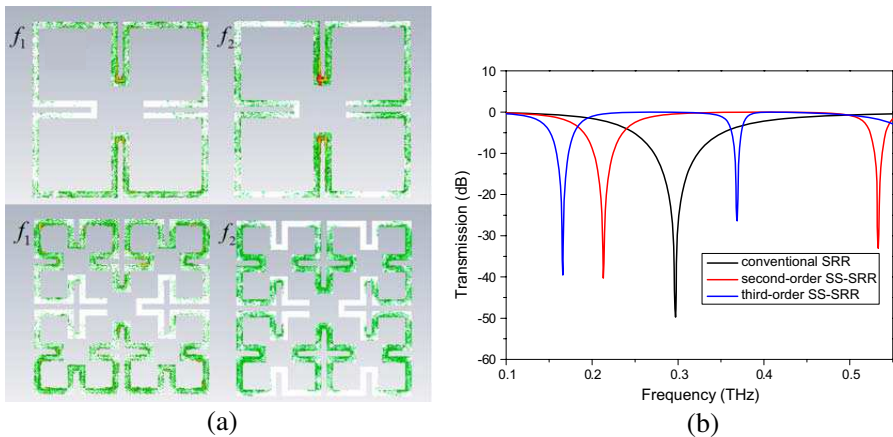 f1
f2
f1
f2
(a)
10
0
-10
-20
-30
-40
-50
-60
Transmission (dB)
conventional SRR
second-order SS-SRR
third-order SS-SRR
0.1 0.2 0.3 0.4 0.5
Frequency (THz)
(b)